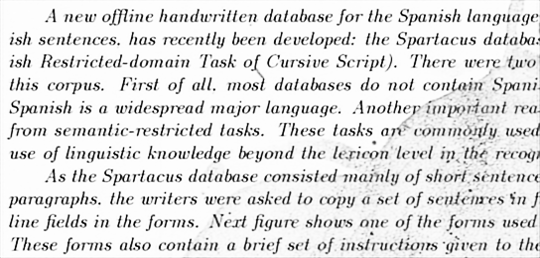 A new offline handwritten database for the Spanish language
ish sentences, has recently been developed: the Spartacus databas
ish Restricted-domain Task of Cursive Script). There were two
this corpus. First of all, most databases do not contain Spani
Spanish is a widespread major language. Another important rea
from semantic-restricted tasks. These tasks are commonly used
use of linguistic knowledge beyond the lexicon level in the recogn
As the Spartacus database consisted mainly of short sentence
paragraphs, the writers were asked to copy a set of sentences in f
line fields in the forms. Next figure shows one of the forms used
These forms also contain a brief set of instructions given to the